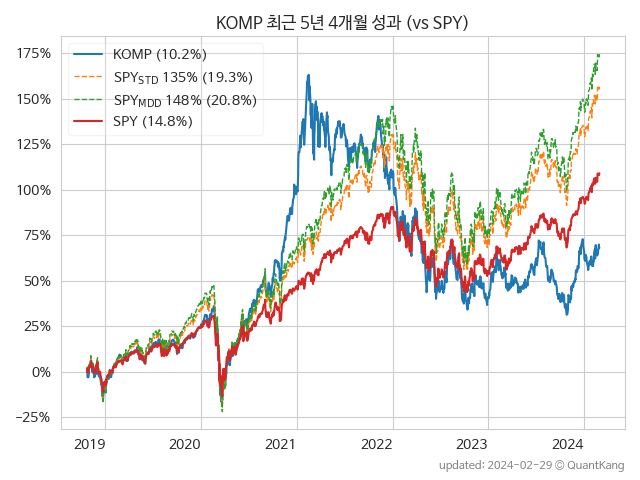 KOMP 최근 5년 4개월 성과 (vs SPY)
KOMP (10.2%)
SPY_STD 135% (19.3%)
SPY_MDD 148% (20.8%)
SPY (14.8%)
175%
150%
125%
100%
75%
50%
25%
0%
−25%
2019 2020 2021 2022 2023 2024
updated: 2024-02-29 © QuantKang